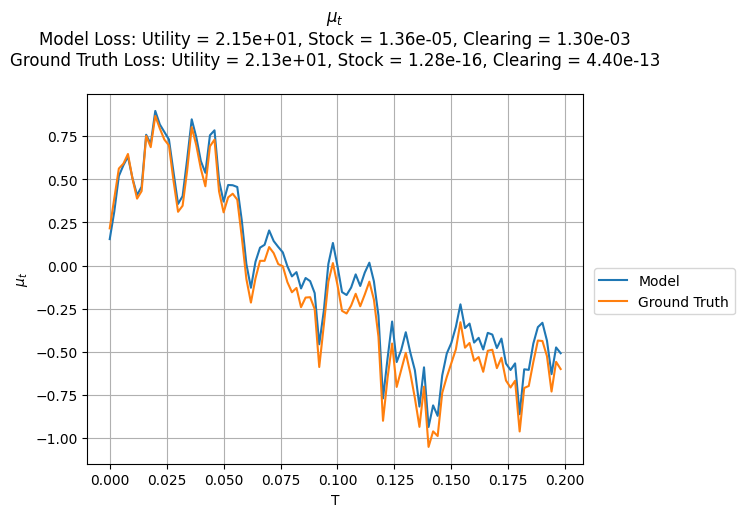 μₜ
Model Loss: Utility = 2.15e+01, Stock = 1.36e-05, Clearing = 1.30e-03
Ground Truth Loss: Utility = 2.13e+01, Stock = 1.28e-16, Clearing = 4.40e-13
0.75
0.50
0.25
0.00
−0.25
−0.50
−0.75
−1.00
μₜ
0.000 0.025 0.050 0.075 0.100 0.125 0.150 0.175 0.200
T
Model
Ground Truth